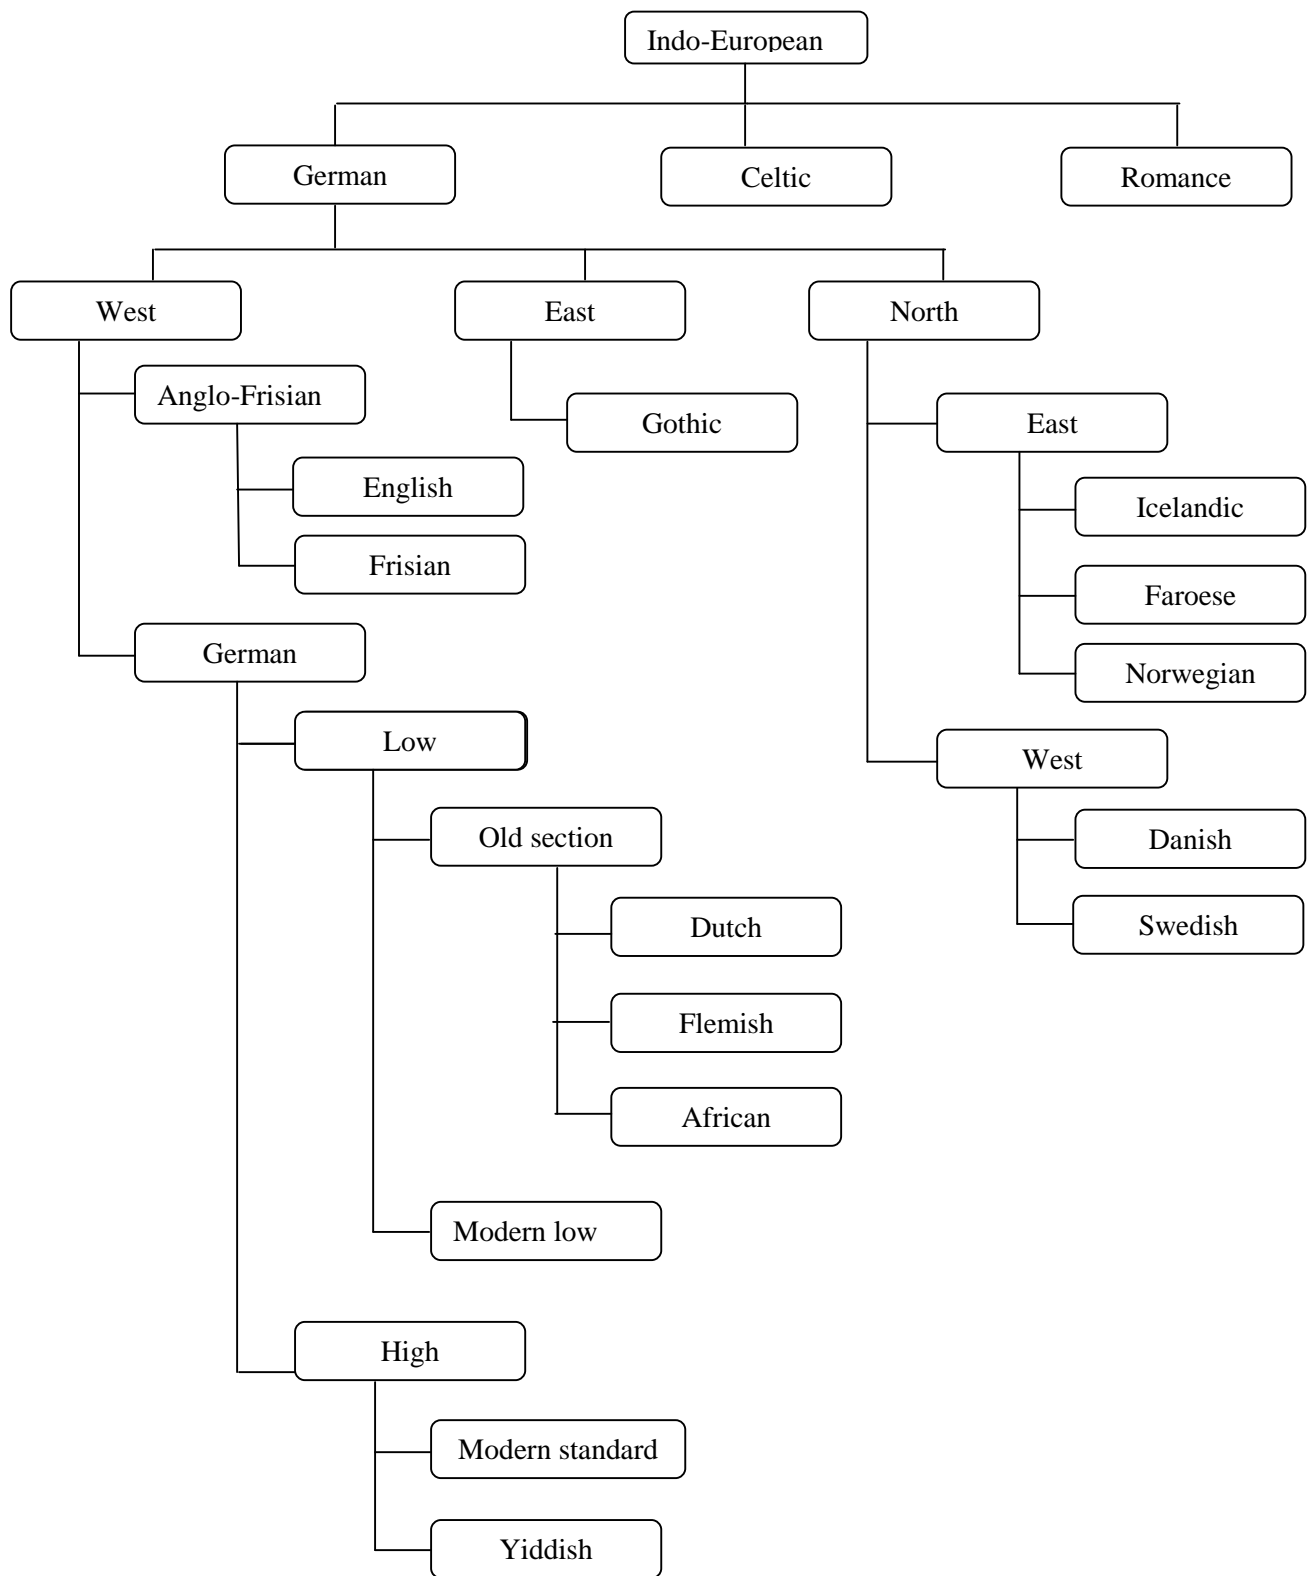 Indo-European
German
Celtic
Romance
West
East
North
Anglo-Frisian
English
Frisian
German
Low
Old section
Dutch
Flemish
African
Modern low
High
Modern standard
Yiddish
Gothic
East
Icelandic
Faroese
Norwegian
West
Danish
Swedish